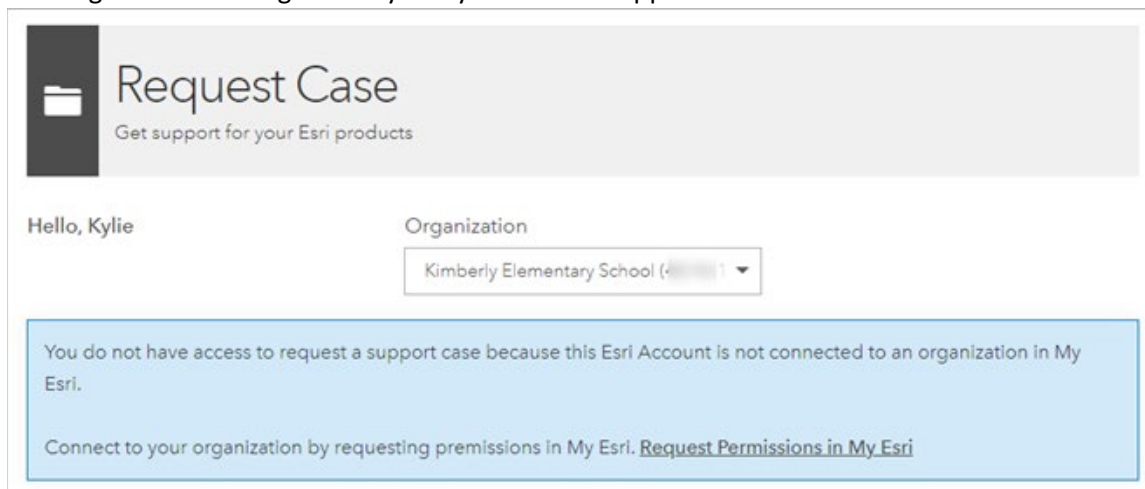 Request Case
Get support for your Esri products
Hello, Kylie
Organization
Kimberly Elementary School (
You do not have access to request a support case because this Esri Account is not connected to an organization in My
Esri.
Connect to your organization by requesting premissions in My Esri. Request Permissions in My Esri